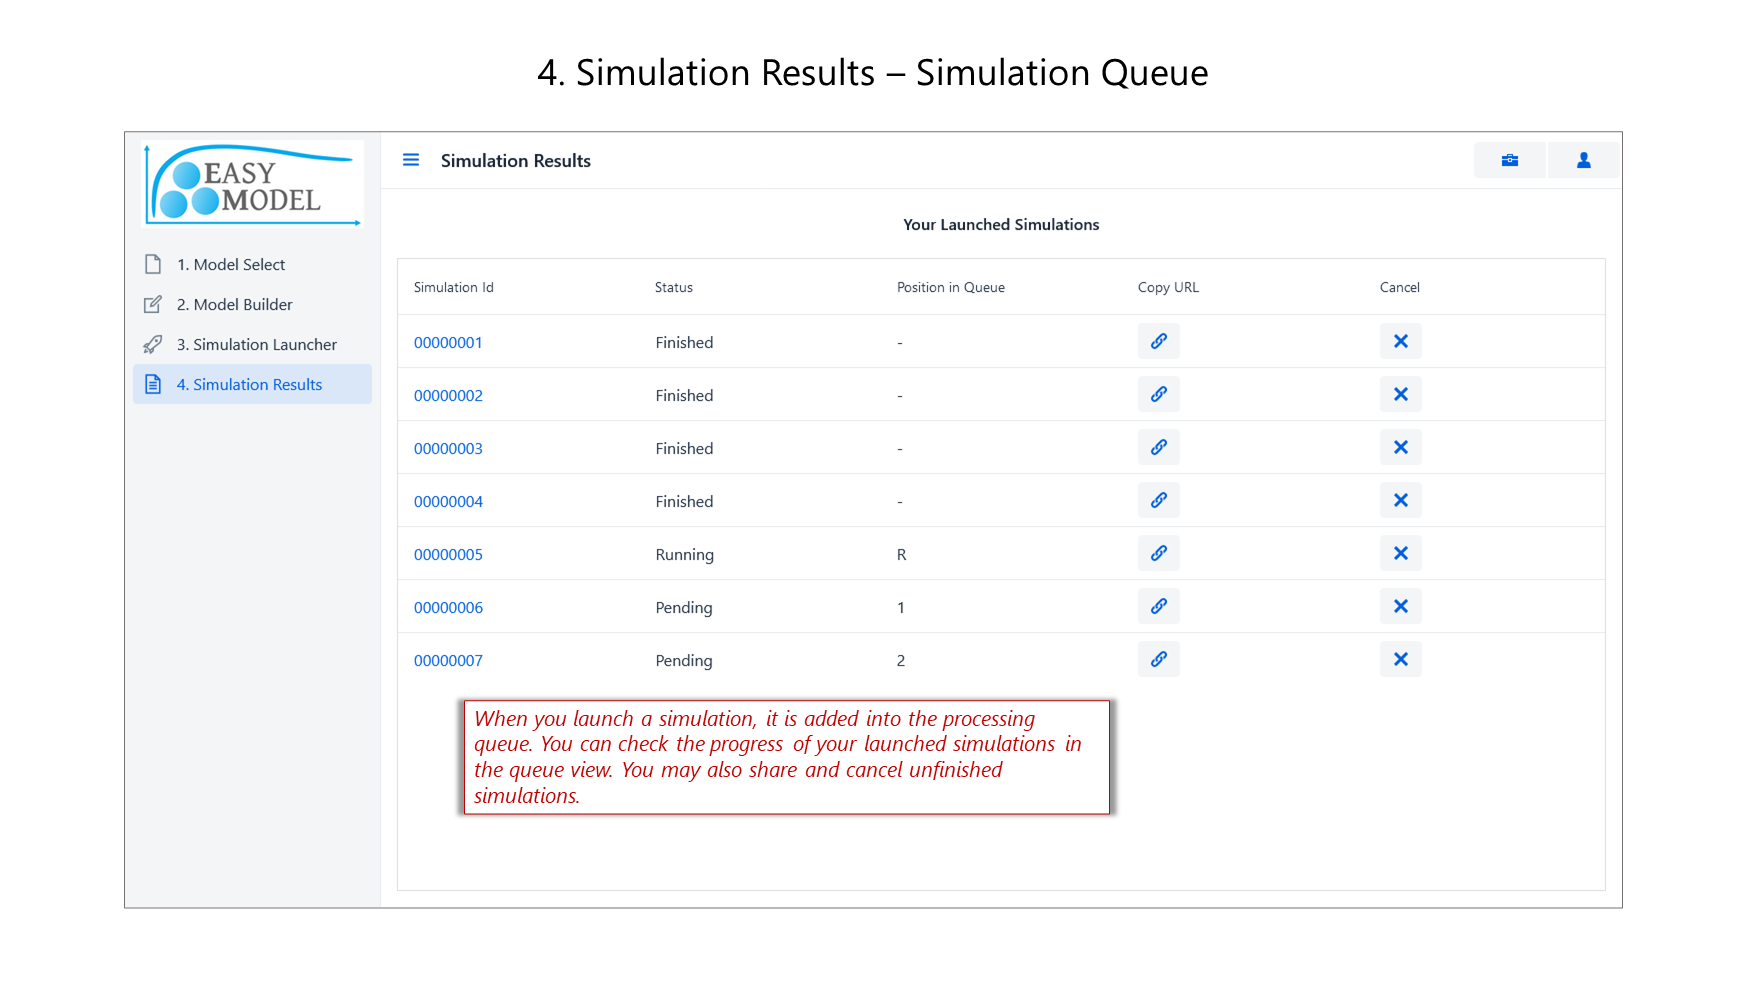 4. Simulation Results – Simulation Queue
EASY
MODEL
Simulation Results
1. Model Select
2. Model Builder
3. Simulation Launcher
4. Simulation Results
Your Launched Simulations
Simulation Id Status Position in Queue Copy URL Cancel
00000001 Finished -
00000002 Finished -
00000003 Finished -
00000004 Finished -
00000005 Running R
00000006 Pending 1
00000007 Pending 2
When you launch a simulation, it is added into the processing
queue. You can check the progress of your launched simulations in
the queue view. You may also share and cancel unfinished
simulations.